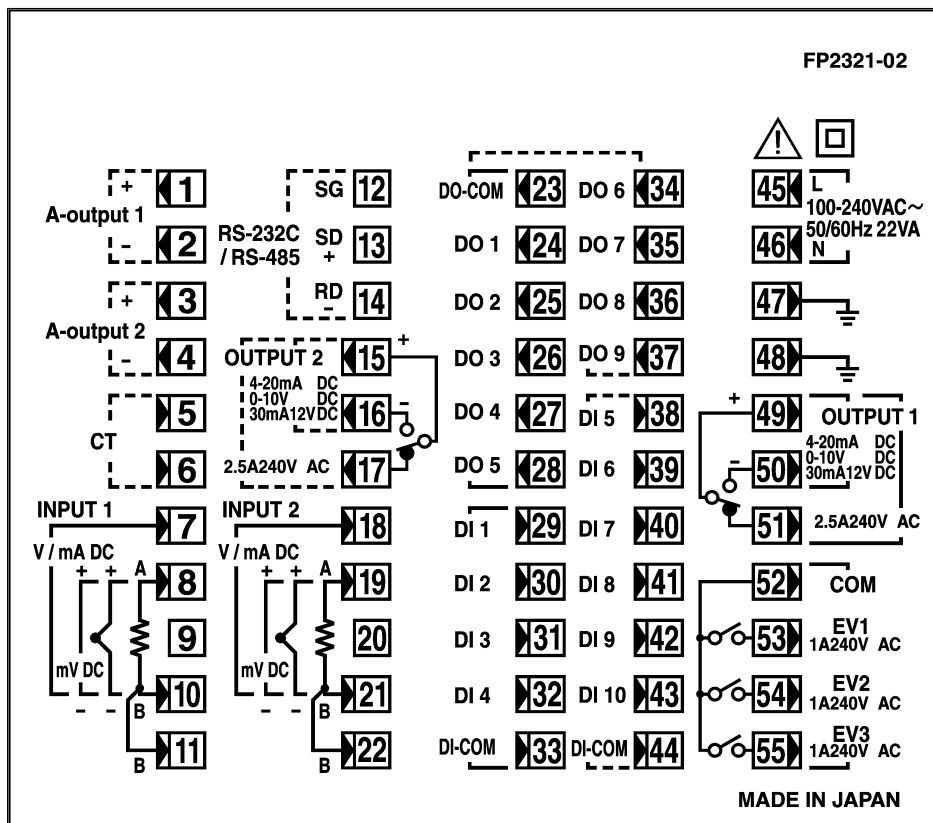 FP2321-02
A-output 1
+
−
1
2
A-output 2
+
−
3
4
CT
5
6
INPUT 1
7
V / mA DC
+ + A
8
9
mV DC
10
− − B
11
B
RS-232C
/ RS-485
SG 12
SD
+
13
RD
−
14
OUTPUT 2
15
+
4-20mA DC
0-10V DC
30mA12V DC
16
−
2.5A240V AC
17
INPUT 2
18
V / mA DC
+ + A
19
20
mV DC
21
− − B
22
B
DO-COM 23
DO 1 24
DO 2 25
DO 3 26
DO 4 27
DO 5 28
DI 1 29
DI 2 30
DI 3 31
DI 4 32
DI-COM 33
DO 6 34
DO 7 35
DO 8 36
DO 9 37
DI 5 38
DI 6 39
DI 7 40
DI 8 41
DI 9 42
DI 10 43
DI-COM 44
45 L
100-240VAC~
50/60Hz 22VA
46 N
47
48
+
49
OUTPUT 1
4-20mA DC
0-10V DC
30mA12V DC
−
50
51
2.5A240V AC
52 COM
53
EV1
1A240V AC
54
EV2
1A240V AC
55
EV3
1A240V AC
MADE IN JAPAN